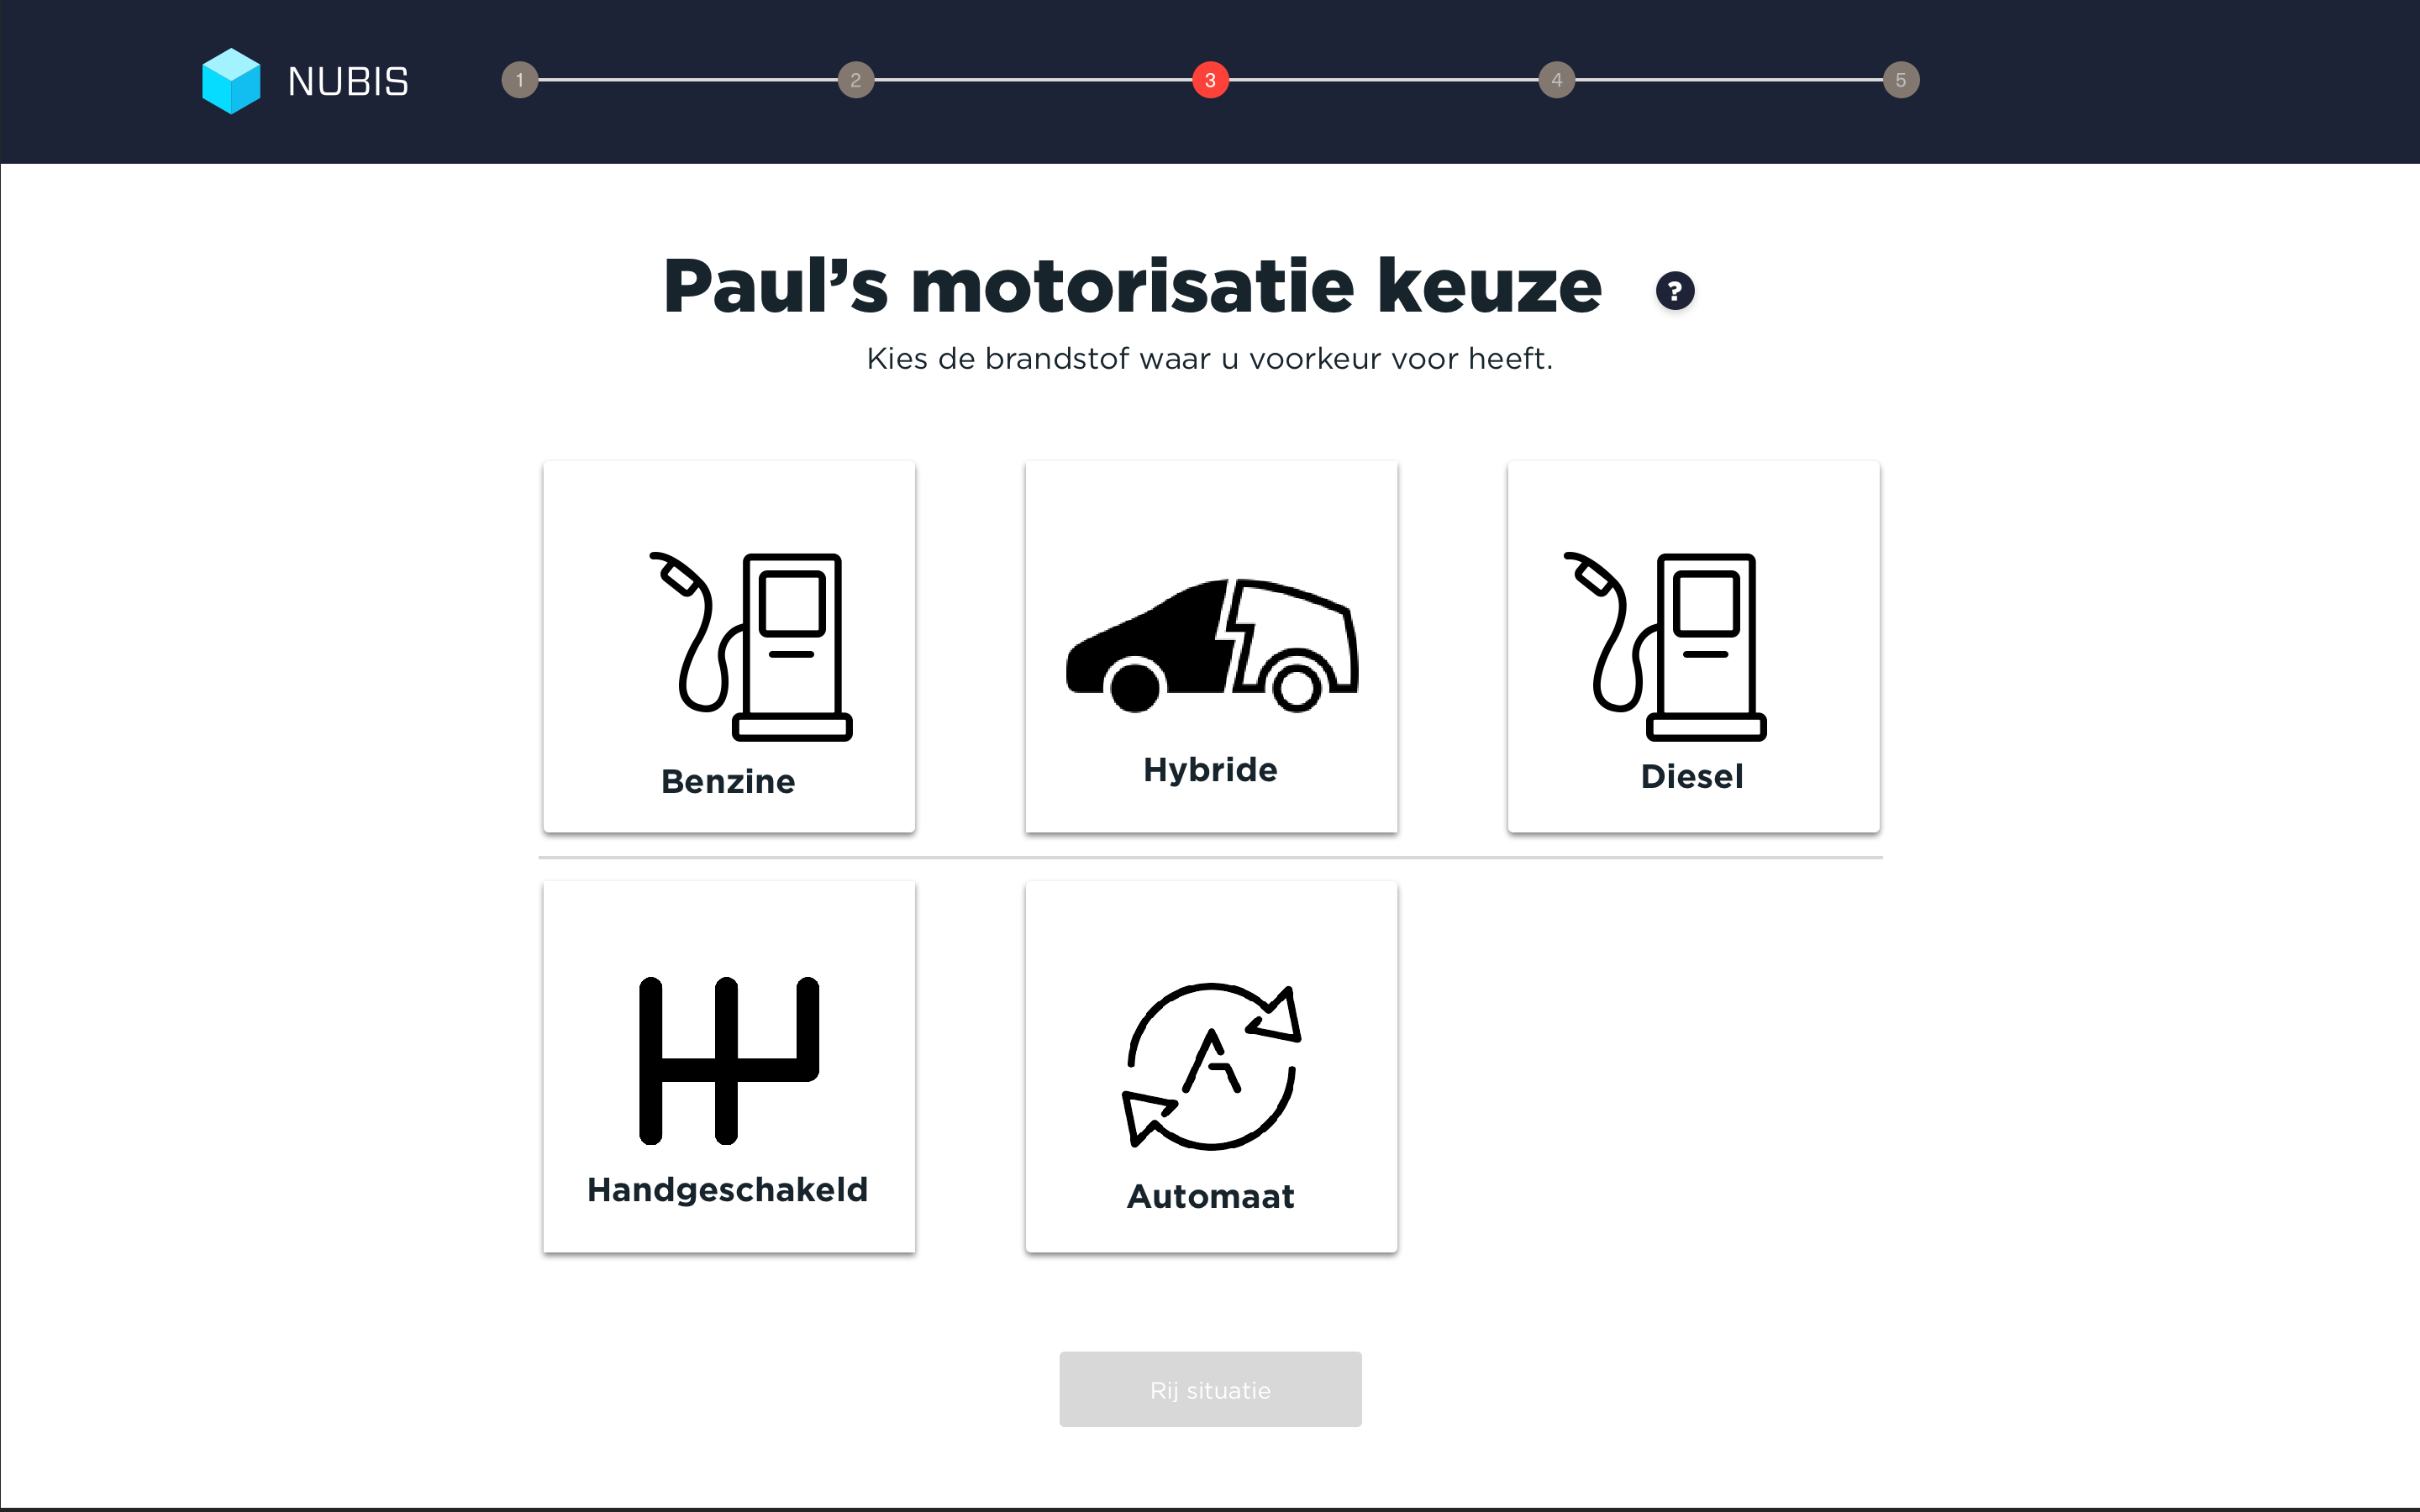 NUBIS
1
2
3
4
5
Paul’s motorisatie keuze
?
Kies de brandstof waar u voorkeur voor heeft.
Benzine
Hybride
Diesel
Handgeschakeld
A
Automaat
Rij situatie